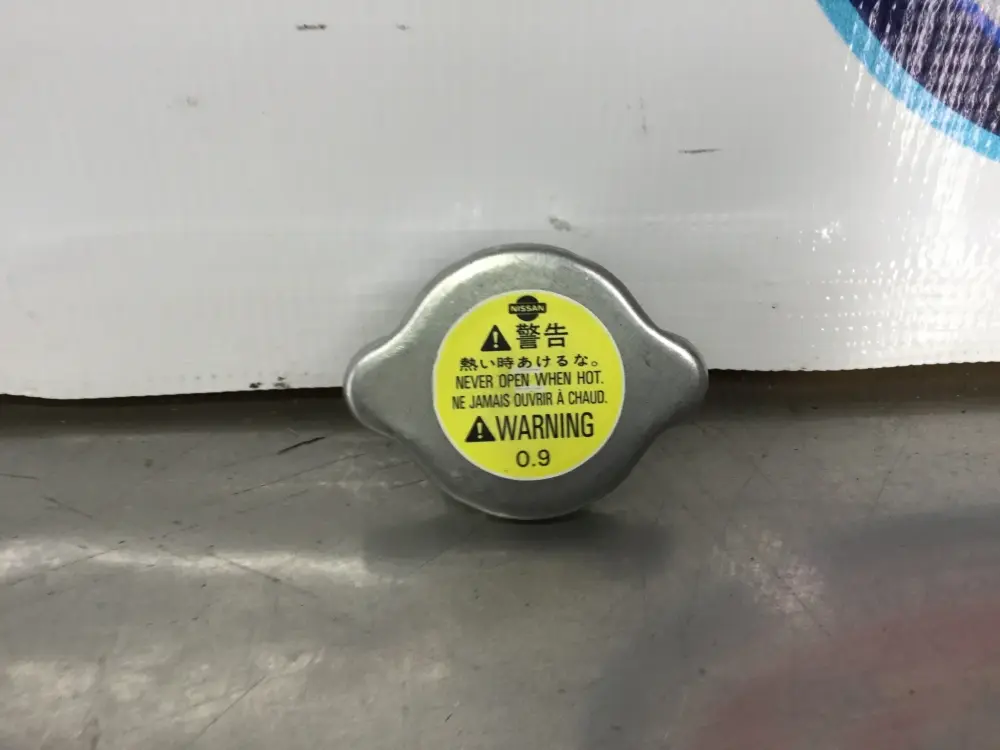 NISSAN
警告
熱い時あけるな。
NEVER OPEN WHEN HOT.
NE JAMAIS OUVRIR À CHAUD.
WARNING
0.9